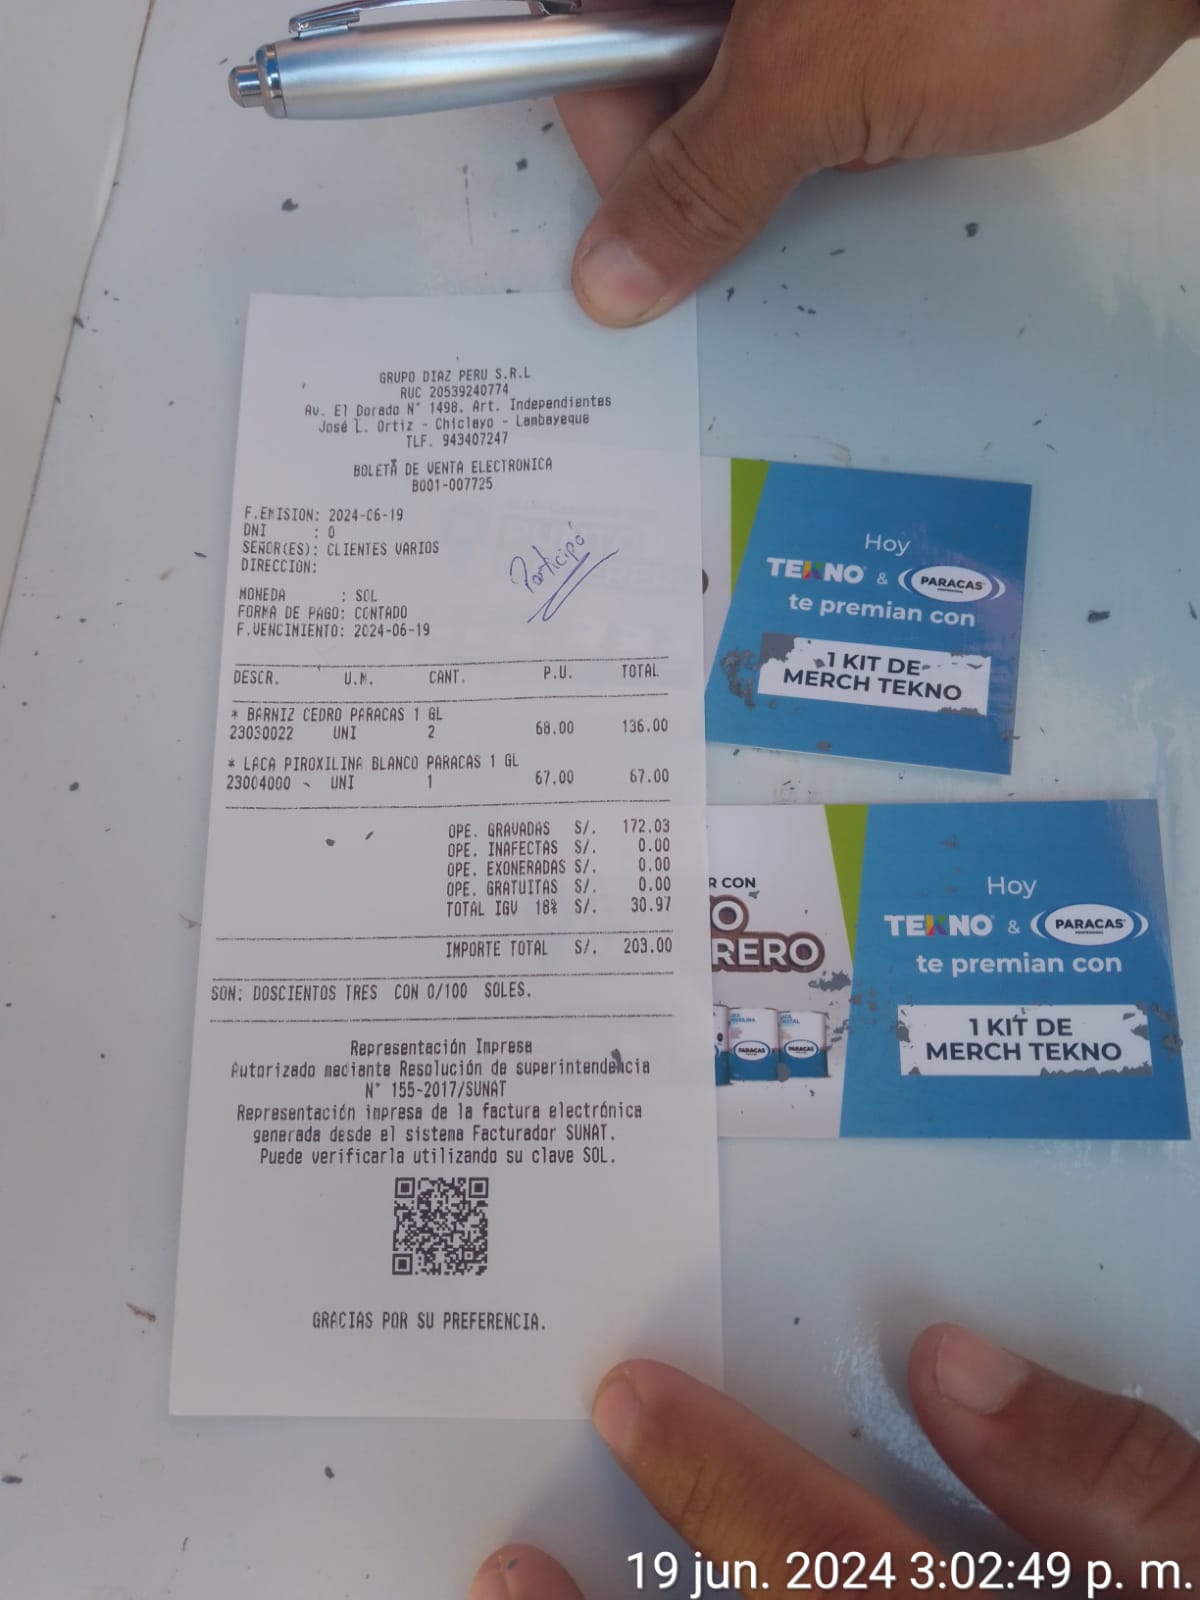 GRUPO DIAZ PERU S.R.L
RUC 20539240774
Av. El Dorado N° 1498, Art. Independientes
José L. Ortiz - Chiclayo - Lambayeque
TLF. 943407247
BOLETA DE VENTA ELECTRONICA
B001-007725
F.EMISION: 2024-06-19
DNI : 0
SEÑOR(ES): CLIENTES VARIOS
DIRECCION:
Participó
MONEDA : SOL
FORMA DE PAGO: CONTADO
F.VENCIMIENTO: 2024-06-19
DESCR. U.M. CANT. P.U. TOTAL
* BARNIZ CEDRO PARACAS 1 GL
23030022 UNI 2 68.00 136.00
* LACA PIROXILINA BLANCO PARACAS 1 GL
23004000 UNI 1 67.00 67.00
OPE. GRAVADAS S/. 172.03
OPE. INAFECTAS S/. 0.00
OPE. EXONERADAS S/. 0.00
OPE. GRATUITAS S/. 0.00
TOTAL IGV 18% S/. 30.97
IMPORTE TOTAL S/. 203.00
SON: DOSCIENTOS TRES CON 0/100 SOLES.
Representación Impresa
Autorizado mediante Resolución de superintendencia
N° 155-2017/SUNAT
Representación impresa de la factura electrónica
generada desde el sistema Facturador SUNAT.
Puede verificarla utilizando su clave SOL.
GRACIAS POR SU PREFERENCIA.
Hoy
TEKNO & PARACAS
te premian con
1 KIT DE
MERCH TEKNO
R CON
O
RERO
PARACAS PARACAS
Hoy
TEKNO & PARACAS
te premian con
1 KIT DE
MERCH TEKNO
19 jun. 2024 3:02:49 p. m.